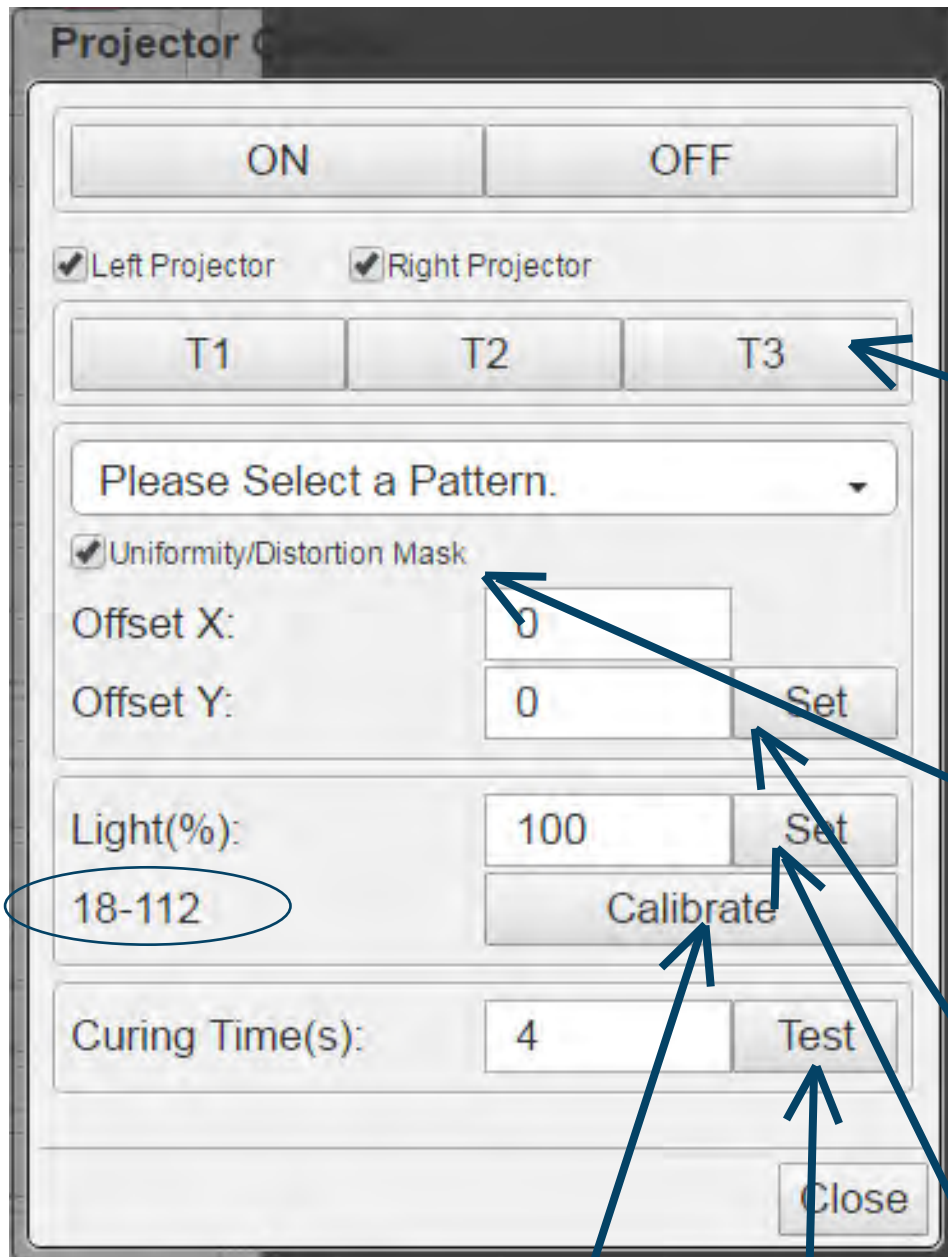 Projector
ON OFF
Left Projector Right Projector
T1 T2 T3
Please Select a Pattern.
Uniformity/Distortion Mask
Offset X: 0
Offset Y: 0 Set
Light(%): 100 Set
18-112 Calibrate
Curing Time(s): 4 Test
Close